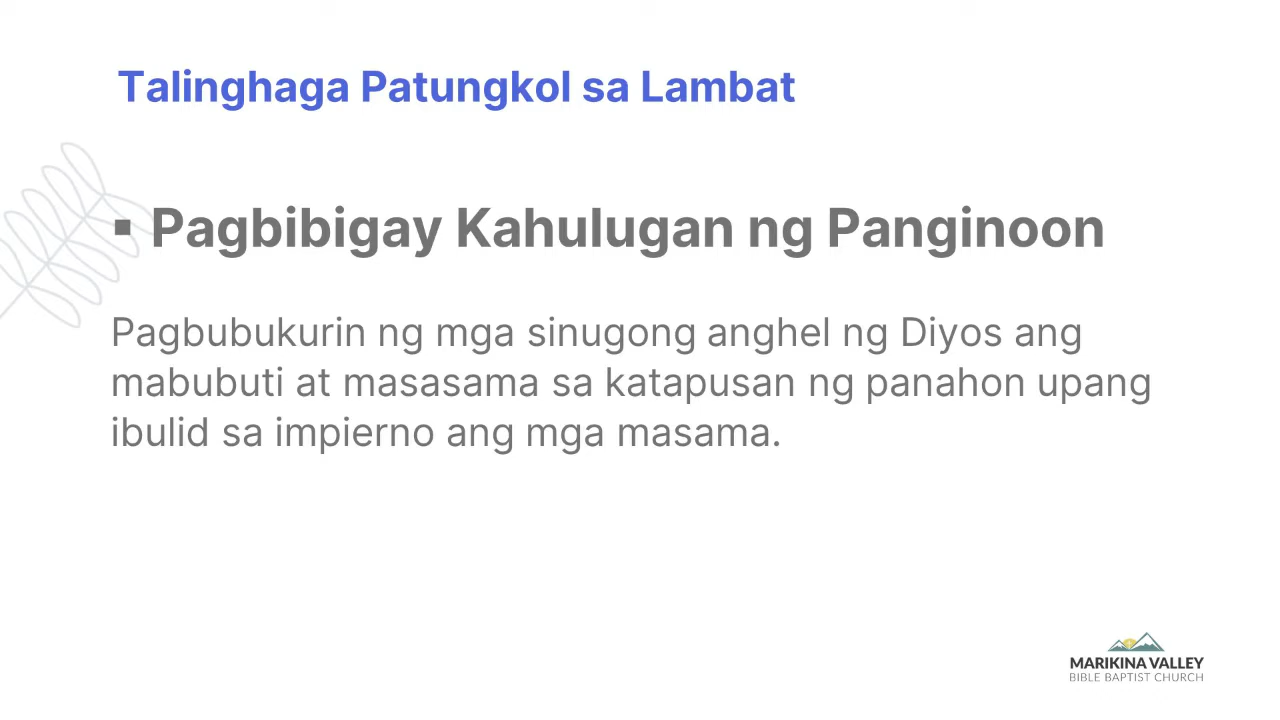 Talinghaga Patungkol sa Lambat
▪ Pagbibigay Kahulugan ng Panginoon
Pagbubukurin ng mga sinugong anghel ng Diyos ang
mabubuti at masasama sa katapusan ng panahon upang
ibulid sa impierno ang mga masama.
MARIKINA VALLEY
BIBLE BAPTIST CHURCH